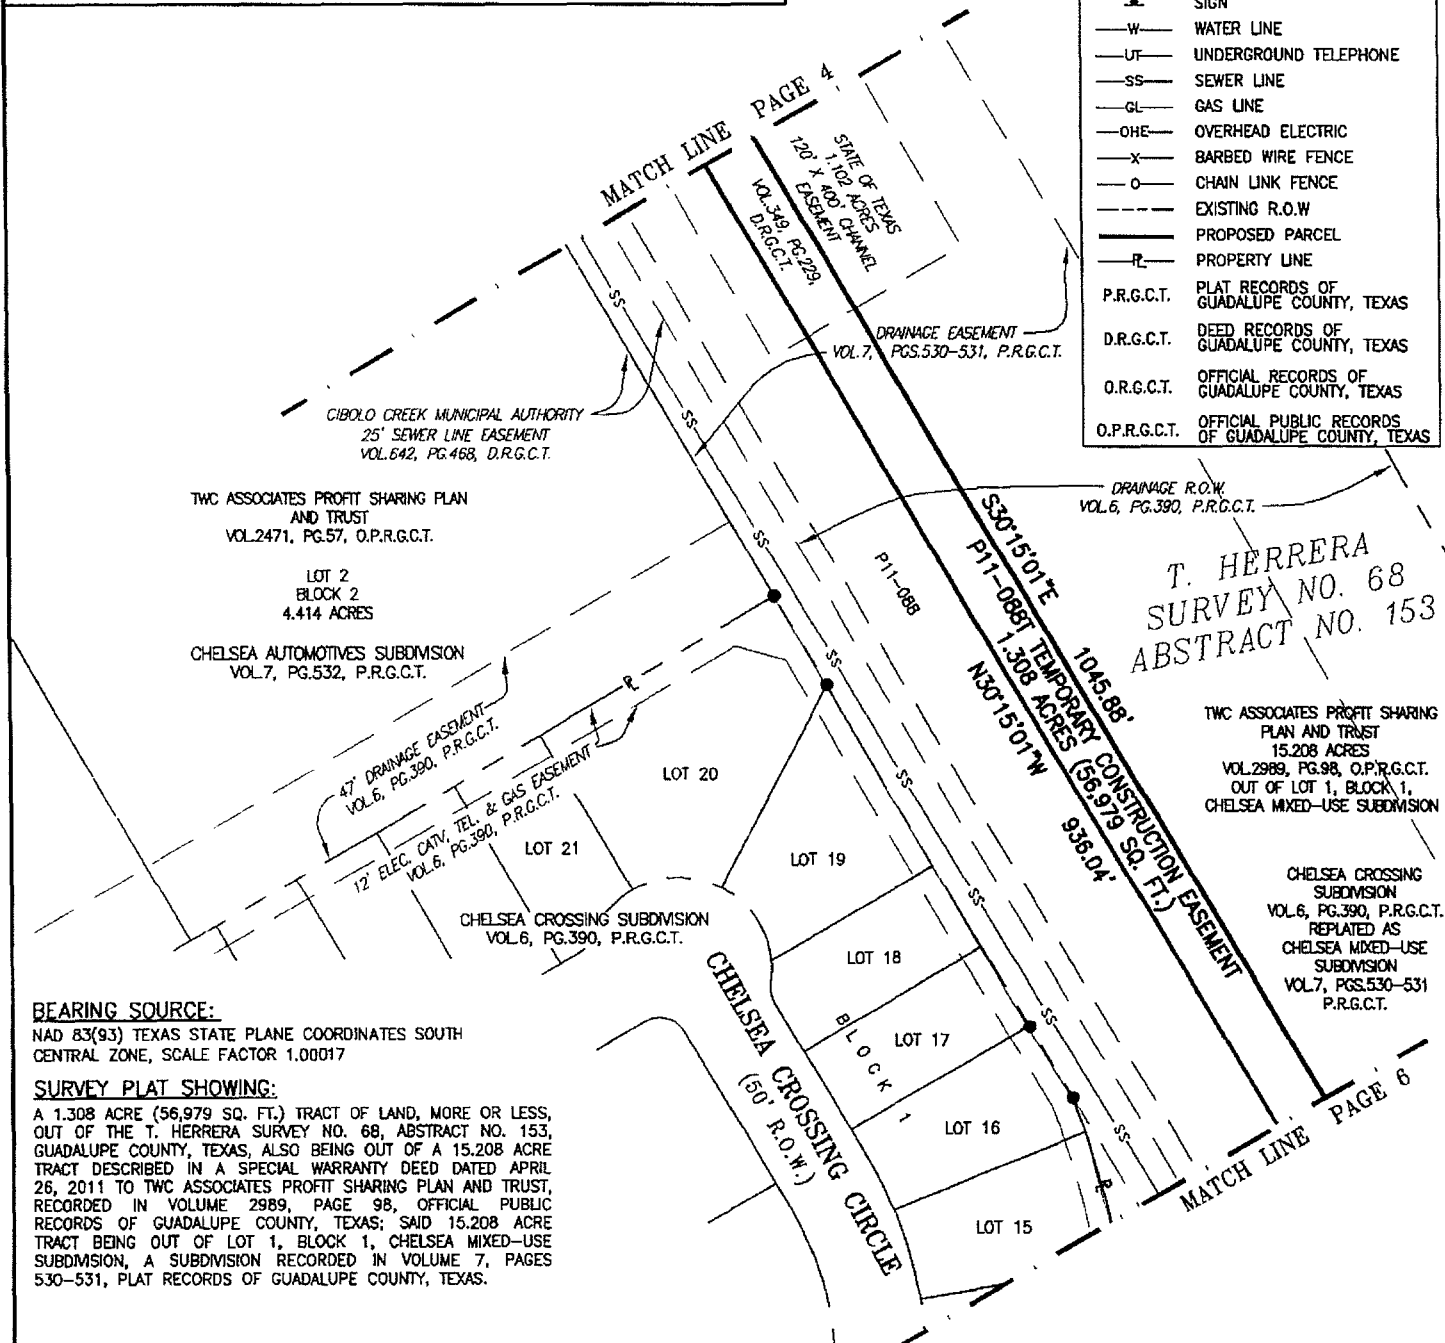 SIGN
W WATER LINE
UT UNDERGROUND TELEPHONE
SS SEWER LINE
GL GAS LINE
OHE OVERHEAD ELECTRIC
X BARBED WIRE FENCE
O CHAIN LINK FENCE
EXISTING R.O.W
PROPOSED PARCEL
PL PROPERTY LINE
P.R.G.C.T. PLAT RECORDS OF
GUADALUPE COUNTY, TEXAS
D.R.G.C.T. DEED RECORDS OF
GUADALUPE COUNTY, TEXAS
O.R.G.C.T. OFFICIAL RECORDS OF
GUADALUPE COUNTY, TEXAS
O.P.R.G.C.T. OFFICIAL PUBLIC RECORDS
OF GUADALUPE COUNTY, TEXAS
MATCH LINE PAGE 4
STATE OF TEXAS
1.102 ACRES
120' X 400' CHANNEL
EASEMENT
VOL.349, PG.229,
D.R.G.C.T.
DRAINAGE EASEMENT
VOL.7, PGS.530-531, P.R.G.C.T.
SS
CIBOLO CREEK MUNICIPAL AUTHORITY
25' SEWER LINE EASEMENT
VOL.642, PG.468, D.R.G.C.T.
SS
TWC ASSOCIATES PROFIT SHARING PLAN
AND TRUST
VOL.2471, PG.57, O.P.R.G.C.T.
LOT 2
BLOCK 2
4.414 ACRES
CHELSEA AUTOMOTIVES SUBDIVISION
VOL.7, PG.532, P.R.G.C.T.
DRAINAGE R.O.W.
VOL.6, PG.390, P.R.G.C.T.
SS
P11-088
S30°15'01"E 1045.88'
P11-088T TEMPORARY CONSTRUCTION EASEMENT
1.308 ACRES (56,979 SQ. FT.)
N30°15'01"W 936.04'
T. HERRERA
SURVEY NO. 68
ABSTRACT NO. 153
SS
PL
47' DRAINAGE EASEMENT
VOL.6, PG.390, P.R.G.C.T.
12' ELEC, CATV, TEL. & GAS EASEMENT
VOL.6, PG.390, P.R.G.C.T.
TWC ASSOCIATES PROFIT SHARING
PLAN AND TRUST
15.208 ACRES
VOL.2989, PG.98, O.P.R.G.C.T.
OUT OF LOT 1, BLOCK 1,
CHELSEA MIXED-USE SUBDIVISION
SS
LOT 20
LOT 21
LOT 19
SS
CHELSEA CROSSING SUBDIVISION
VOL.6, PG.390, P.R.G.C.T.
CHELSEA CROSSING
SUBDIVISION
VOL.6, PG.390, P.R.G.C.T.
REPLATED AS
CHELSEA MIXED-USE
SUBDIVISION
VOL.7, PGS.530-531
P.R.G.C.T.
LOT 18
BLOCK 1
LOT 17
SS
LOT 16
SS
LOT 15
PL
CHELSEA CROSSING CIRCLE
(50' R.O.W.)
MATCH LINE PAGE 6
BEARING SOURCE:
NAD 83(93) TEXAS STATE PLANE COORDINATES SOUTH
CENTRAL ZONE, SCALE FACTOR 1.00017
SURVEY PLAT SHOWING:
A 1.308 ACRE (56,979 SQ. FT.) TRACT OF LAND, MORE OR LESS,
OUT OF THE T. HERRERA SURVEY NO. 68, ABSTRACT NO. 153,
GUADALUPE COUNTY, TEXAS, ALSO BEING OUT OF A 15.208 ACRE
TRACT DESCRIBED IN A SPECIAL WARRANTY DEED DATED APRIL
26, 2011 TO TWC ASSOCIATES PROFIT SHARING PLAN AND TRUST,
RECORDED IN VOLUME 2989, PAGE 98, OFFICIAL PUBLIC
RECORDS OF GUADALUPE COUNTY, TEXAS; SAID 15.208 ACRE
TRACT BEING OUT OF LOT 1, BLOCK 1, CHELSEA MIXED-USE
SUBDIVISION, A SUBDIVISION RECORDED IN VOLUME 7, PAGES
530-531, PLAT RECORDS OF GUADALUPE COUNTY, TEXAS.